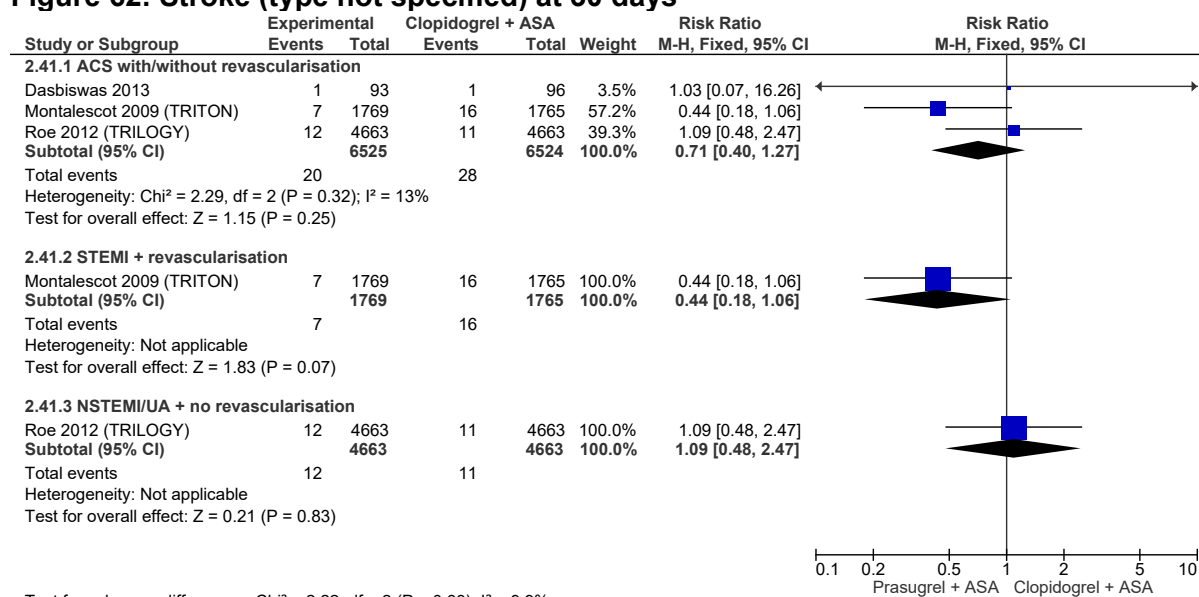 Figure 62: Stroke (type not specified) at 30 days
Experimental Clopidogrel + ASA Risk Ratio Risk Ratio
Study or Subgroup Events Total Events Total Weight M-H, Fixed, 95% CI M-H, Fixed, 95% CI
2.41.1 ACS with/without revascularisation
Dasbiswas 2013 1 93 1 96 3.5% 1.03 [0.07, 16.26]
Montalescot 2009 (TRITON) 7 1769 16 1765 57.2% 0.44 [0.18, 1.06]
Roe 2012 (TRILOGY) 12 4663 11 4663 39.3% 1.09 [0.48, 2.47]
Subtotal (95% CI) 6525 6524 100.0% 0.71 [0.40, 1.27]
Total events 20 28
Heterogeneity: Chi² = 2.29, df = 2 (P = 0.32); I² = 13%
Test for overall effect: Z = 1.15 (P = 0.25)
2.41.2 STEMI + revascularisation
Montalescot 2009 (TRITON) 7 1769 16 1765 100.0% 0.44 [0.18, 1.06]
Subtotal (95% CI) 1769 1765 100.0% 0.44 [0.18, 1.06]
Total events 7 16
Heterogeneity: Not applicable
Test for overall effect: Z = 1.83 (P = 0.07)
2.41.3 NSTEMI/UA + no revascularisation
Roe 2012 (TRILOGY) 12 4663 11 4663 100.0% 1.09 [0.48, 2.47]
Subtotal (95% CI) 4663 4663 100.0% 1.09 [0.48, 2.47]
Total events 12 11
Heterogeneity: Not applicable
Test for overall effect: Z = 0.21 (P = 0.83)
0.1 0.2 0.5 1 2 5 10
Prasugrel + ASA Clopidogrel + ASA